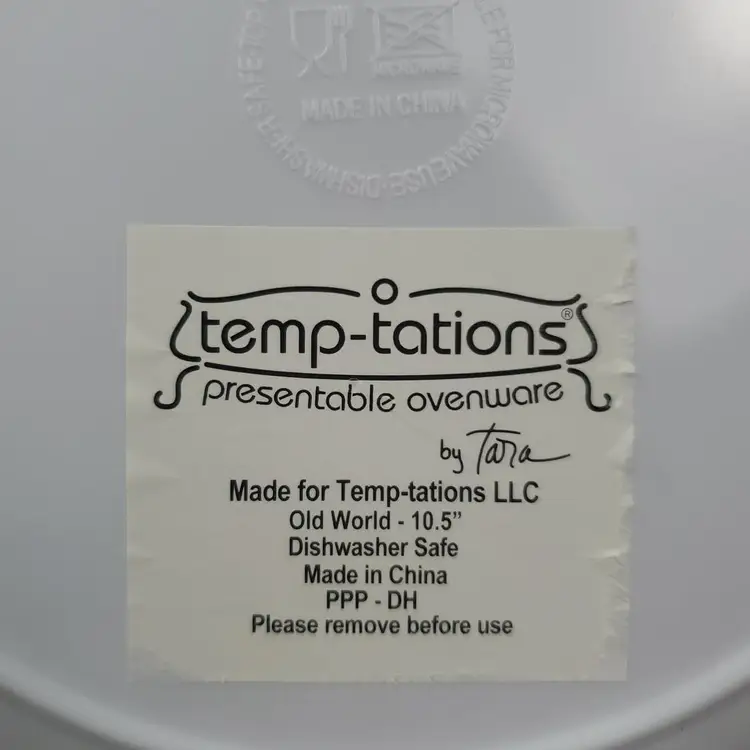 MICROWAVE
MADE IN CHINA
temp-tations®
presentable ovenware
by Tara
Made for Temp-tations LLC
Old World - 10.5”
Dishwasher Safe
Made in China
PPP - DH
Please remove before use